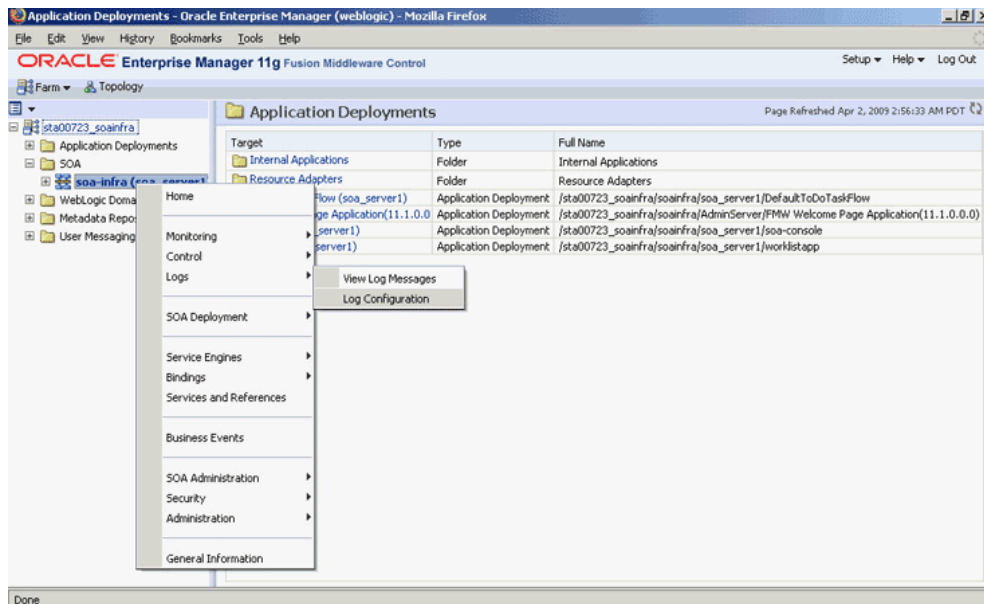 Application Deployments - Oracle Enterprise Manager (weblogic) - Mozilla Firefox
File Edit View History Bookmarks Tools Help
ORACLE Enterprise Manager 11g Fusion Middleware Control
Setup Help Log Out
Farm Topology
sta00723_soainfra
Application Deployments
SOA
soa-infra (soa_server1)
WebLogic Doma
Metadata Repos
User Messaging
Application Deployments
Page Refreshed Apr 2, 2009 2:56:33 AM PDT
Target Type Full Name
Internal Applications Folder Internal Applications
Resource Adapters Folder Resource Adapters
Flow (soa_server1) Application Deployment /sta00723_soainfra/soainfra/soa_server1/DefaultToDoTaskFlow
ge Application(11.1.0.0 Application Deployment /sta00723_soainfra/soainfra/AdminServer/FMW Welcome Page Application(11.1.0.0.0)
_server1) Application Deployment /sta00723_soainfra/soainfra/soa_server1/soa-console
server1) Application Deployment /sta00723_soainfra/soainfra/soa_server1/worklistapp
Home
Monitoring
Control
Logs
View Log Messages
Log Configuration
SOA Deployment
Service Engines
Bindings
Services and References
Business Events
SOA Administration
Security
Administration
General Information
Done